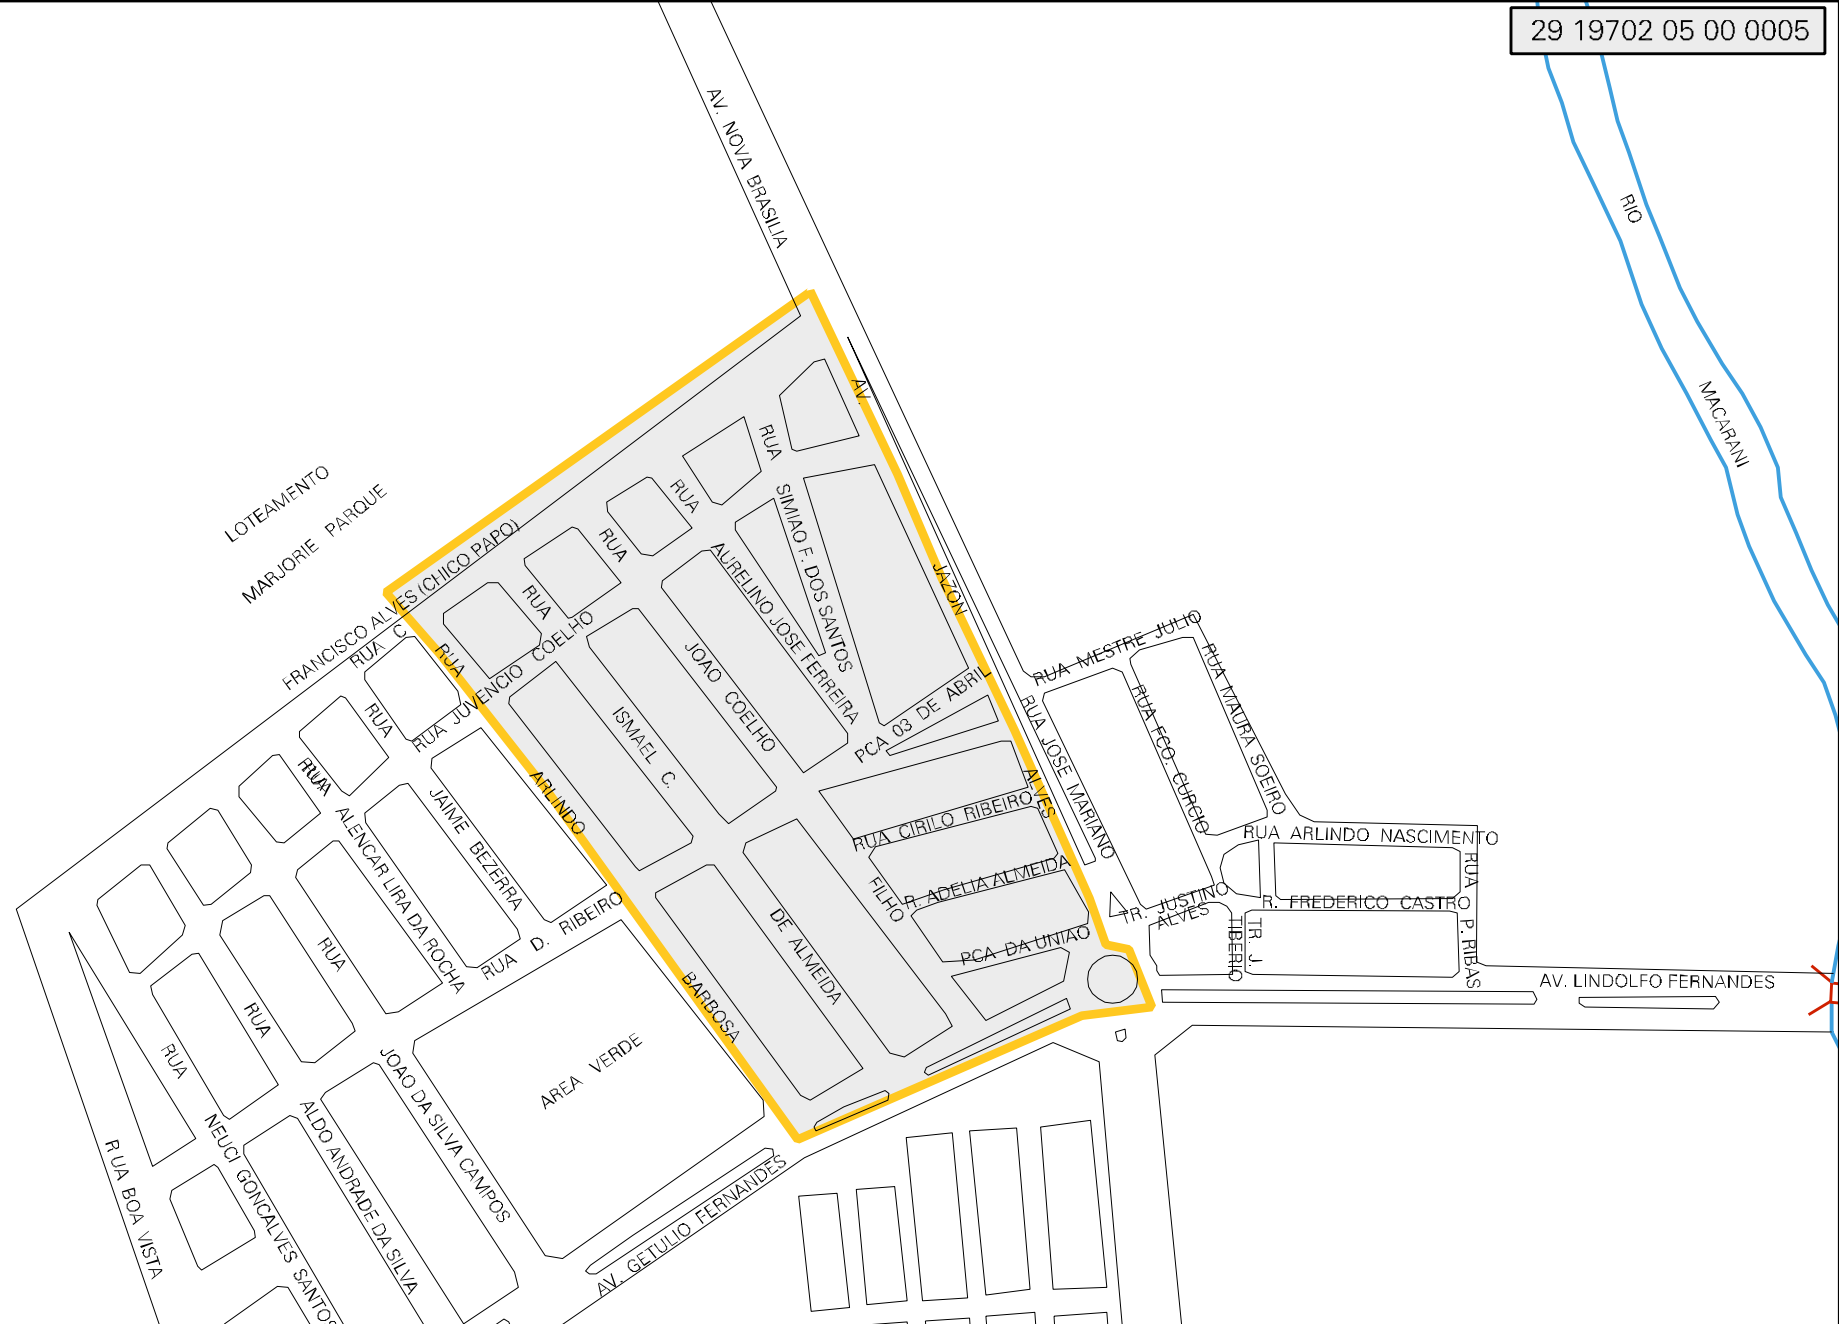 29 19702 05 00 0005
AV. NOVA BRASILIA
RIO
MACARANI
LOTEAMENTO
MARJORIE PARQUE
FRANCISCO ALVES (CHICO PAPO)
RUA C
AV. JAZON ALVES
RUA SIMIAO F. DOS SANTOS
RUA AURELINO JOSE FERREIRA
RUA JOAO COELHO
RUA ISMAEL C. DE ALMEIDA
RUA ARLINDO BARBOSA
RUA JUVENCIO COELHO
PCA 03 DE ABRIL
RUA CIRILO RIBEIRO
R. ADELIA ALMEIDA
FILHO
PCA DA UNIAO
RUA MESTRE JULIO
RUA JOSE MARIANO
RUA FCO. CURCIO
RUA MAURA SOEIRO
RUA ARLINDO NASCIMENTO
R. FREDERICO CASTRO
TR. JUSTINO
ALVES
TR. J.
TIBERIO
RUA P. RIBAS
AV. LINDOLFO FERNANDES
RUA JAIME BEZERRA
RUA ALENCAR LIRA DA ROCHA
RUA
RUA D. RIBEIRO
AREA VERDE
RUA JOAO DA SILVA CAMPOS
RUA ALDO ANDRADE DA SILVA
RUA NEUCI GONCALVES SANTOS
RUA BOA VISTA
AV. GETULIO FERNANDES